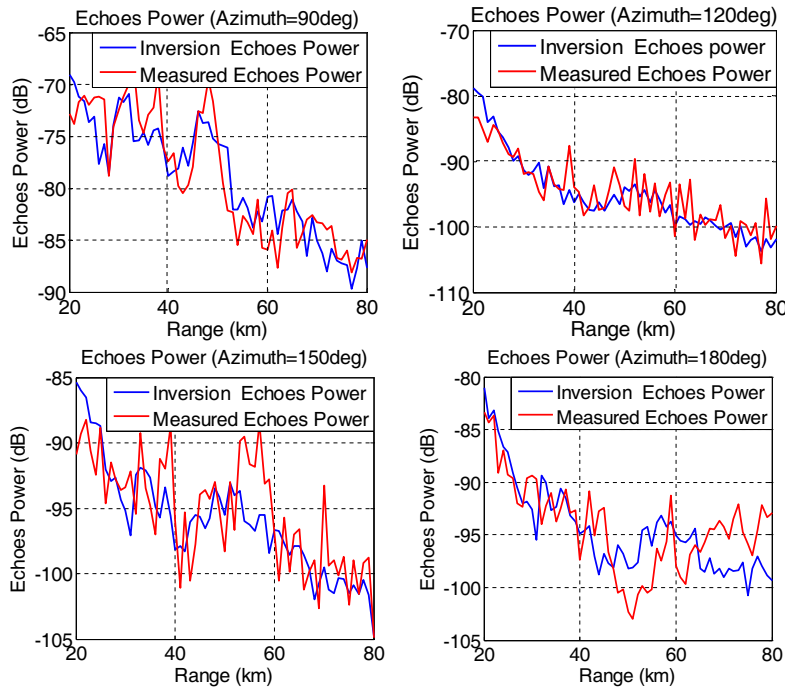 Echoes Power (Azimuth=90deg)
-65
-70
-75
-80
-85
-90
Echoes Power (dB)
Inversion Echoes Power
Measured Echoes Power
20 40 60 80
Range (km)
Echoes Power (Azimuth=120deg)
-70
-80
-90
-100
-110
Echoes Power (dB)
Inversion Echoes power
Measured Echoes Power
20 40 60 80
Range (km)
Echoes Power (Azimuth=150deg)
-85
-90
-95
-100
-105
Echoes Power (dB)
Inversion Echoes Power
Measured Echoes Power
20 40 60 80
Range (km)
Echoes Power (Azimuth=180deg)
-80
-85
-90
-95
-100
-105
Echoes Power (dB)
Inversion Echoes Power
Measured Echoes Power
20 40 60 80
Range (km)